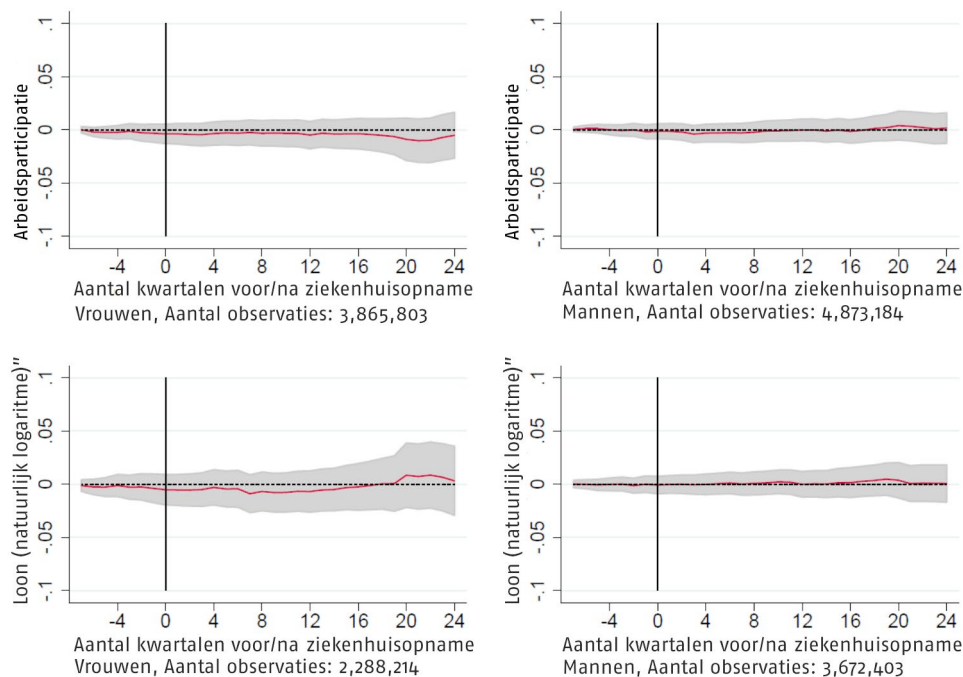 Arbeidsparticipatie
.1
.05
0
-.05
-.1
-4 0 4 8 12 16 20 24
Aantal kwartalen voor/na ziekenhuisopname
Vrouwen, Aantal observaties: 3,865,803
Arbeidsparticipatie
.1
.05
0
-.05
-.1
-4 0 4 8 12 16 20 24
Aantal kwartalen voor/na ziekenhuisopname
Mannen, Aantal observaties: 4,873,184
Loon (natuurlijk logaritme)"
.1
.05
0
-.05
-.1
-4 0 4 8 12 16 20 24
Aantal kwartalen voor/na ziekenhuisopname
Vrouwen, Aantal observaties: 2,288,214
Loon (natuurlijk logaritme)"
.1
.05
0
-.05
-.1
-4 0 4 8 12 16 20 24
Aantal kwartalen voor/na ziekenhuisopname
Mannen, Aantal observaties: 3,672,403